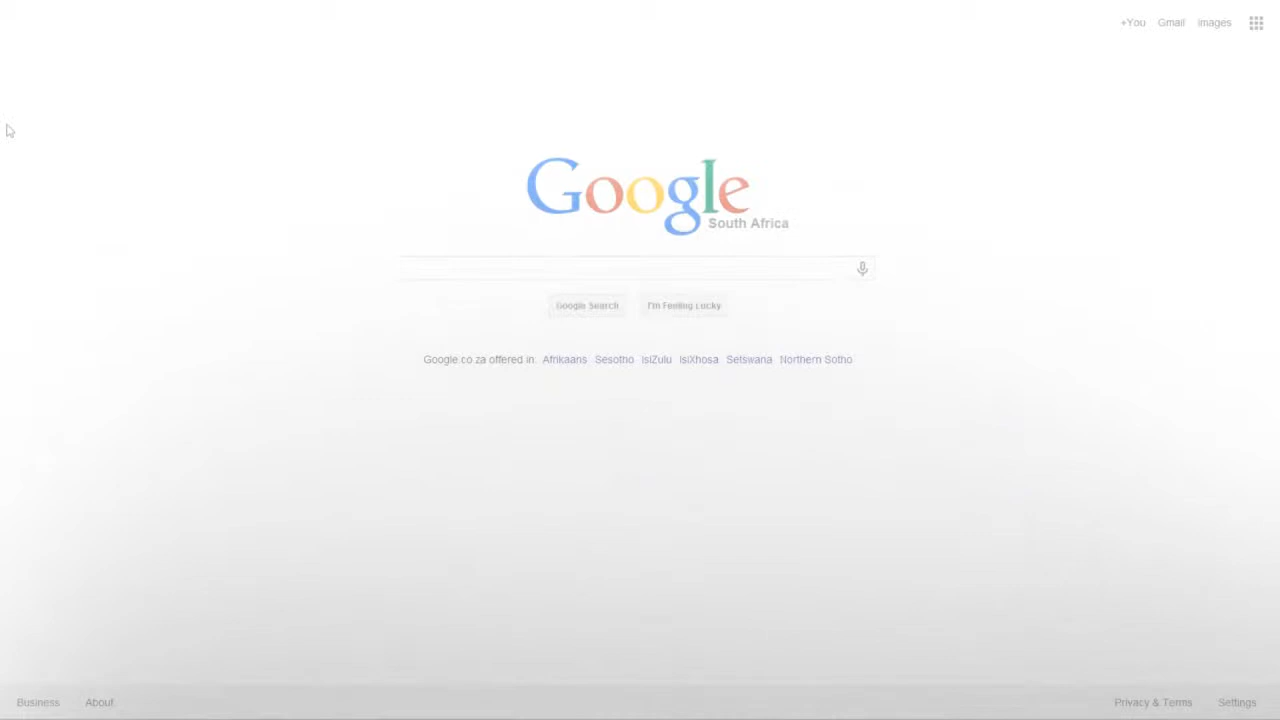 +You Gmail Images
Google
South Africa
Google Search I'm Feeling Lucky
Google.co.za offered in: Afrikaans Sesotho IsiZulu IsiXhosa Setswana Northern Sotho
Business About Privacy & Terms Settings